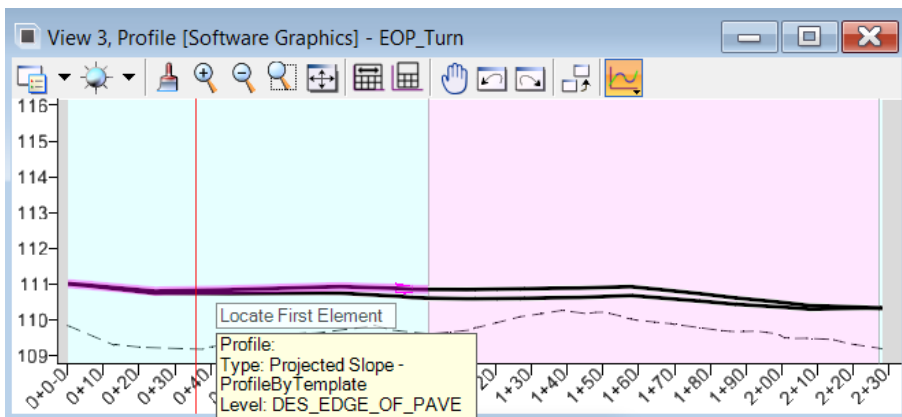 View 3, Profile [Software Graphics] - EOP_Turn
116
115
114
113
112
111
110
109
Locate First Element
Profile:
Type: Projected Slope -
ProfileByTemplate
Level: DES_EDGE_OF_PAVE
0+0-0 0+10 0+20 0+30 0+40 1+30 1+40 1+50 1+60 1+70 1+80 1+90 2+00 2+10 2+20 2+30